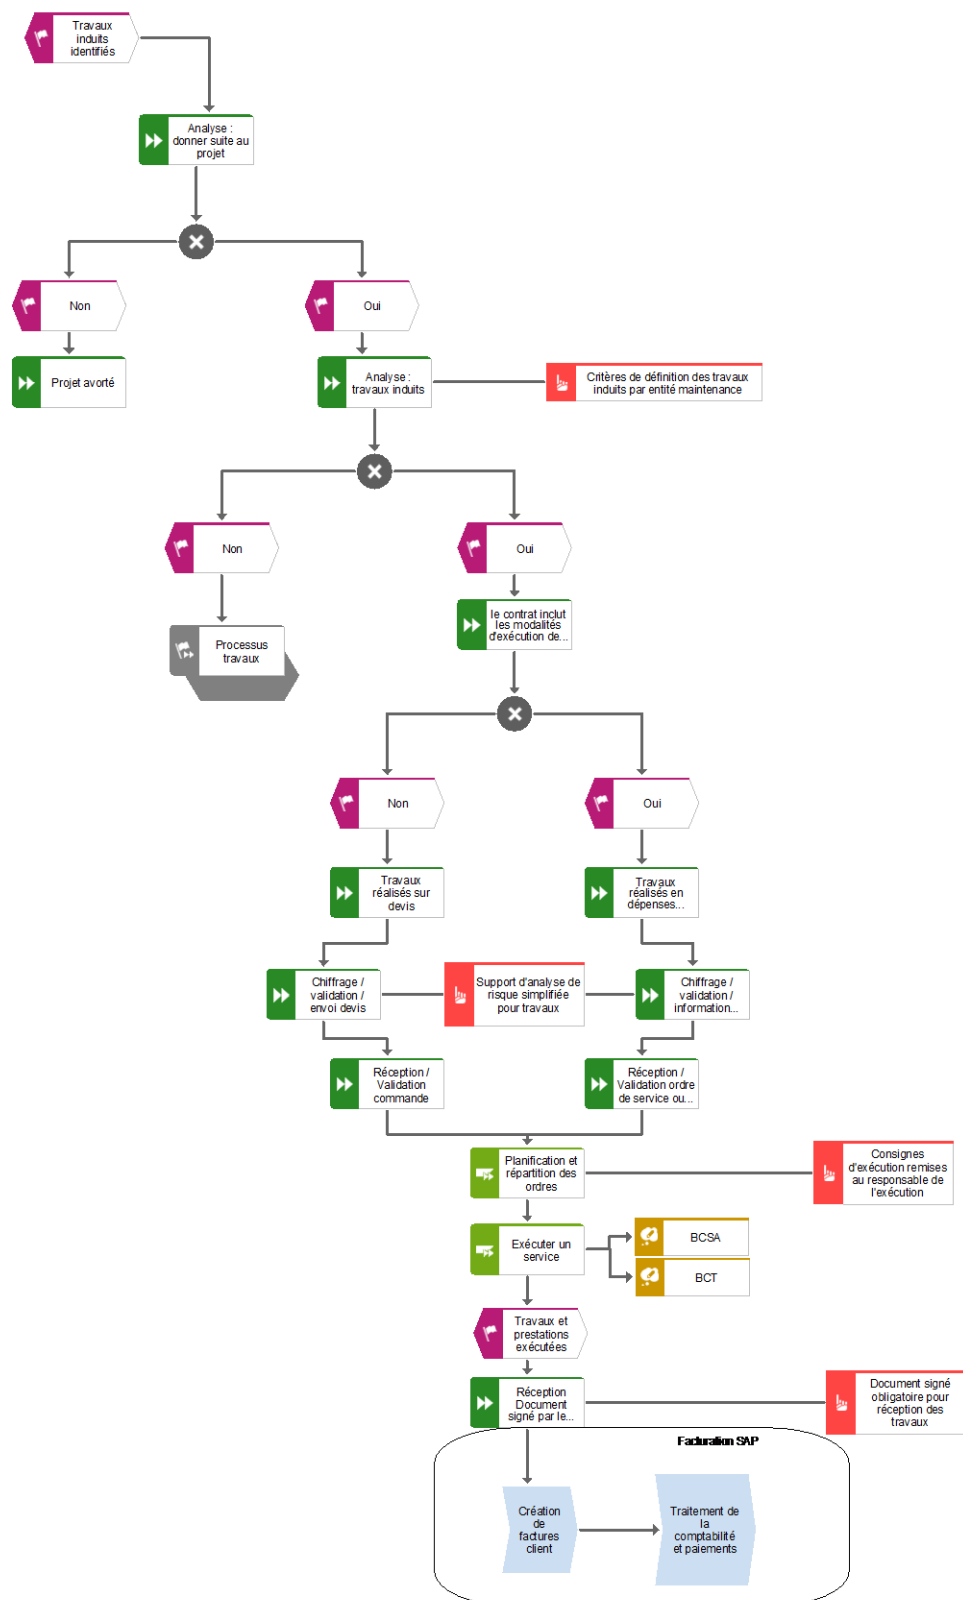 Travaux
induits
identifiés
Analyse :
donner suite au
projet
Non
Oui
Projet avorté
Analyse :
travaux induits
Critères de définition des travaux
induits par entité maintenance
Non
Oui
le contrat inclut
les modalités
d'exécution de...
Processus
travaux
Non
Oui
Travaux
réalisés sur
devis
Travaux
réalisés en
dépenses...
Chiffrage /
validation /
envoi devis
Support d'analyse de
risque simplifiée
pour travaux
Chiffrage /
validation /
information...
Réception /
Validation
commande
Réception /
Validation ordre
de service ou...
Planification et
répartition des
ordres
Consignes
d'exécution remises
au responsable de
l'exécution
Exécuter un
service
BCSA
BCT
Travaux et
prestations
exécutées
Réception
Document
signé par le...
Document signé
obligatoire pour
réception des
travaux
Facturation SAP
Création
de
factures
client
Traitement de
la
comptabilité
et paiements